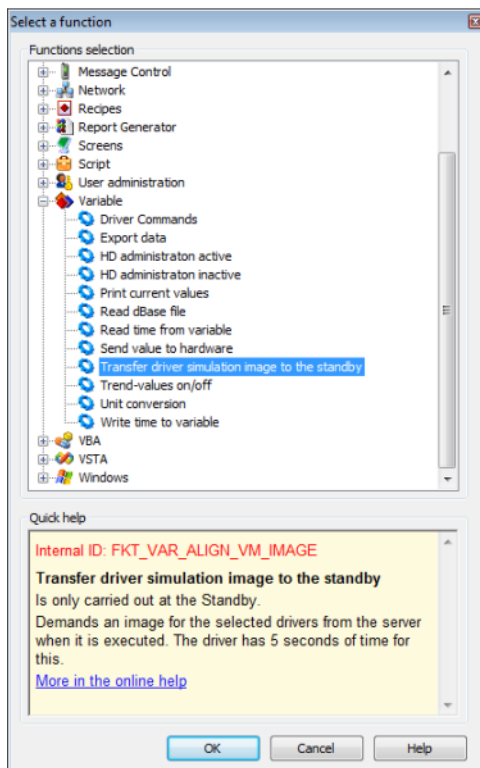 Select a function
Functions selection
Message Control
Network
Recipes
Report Generator
Screens
Script
User administration
Variable
Driver Commands
Export data
HD administraton active
HD administraton inactive
Print current values
Read dBase file
Read time from variable
Send value to hardware
Transfer driver simulation image to the standby
Trend-values on/off
Unit conversion
Write time to variable
VBA
VSTA
Windows
Quick help
Internal ID: FKT_VAR_ALIGN_VM_IMAGE
Transfer driver simulation image to the standby
Is only carried out at the Standby.
Demands an image for the selected drivers from the server
when it is executed. The driver has 5 seconds of time for
this.
More in the online help
OK Cancel Help